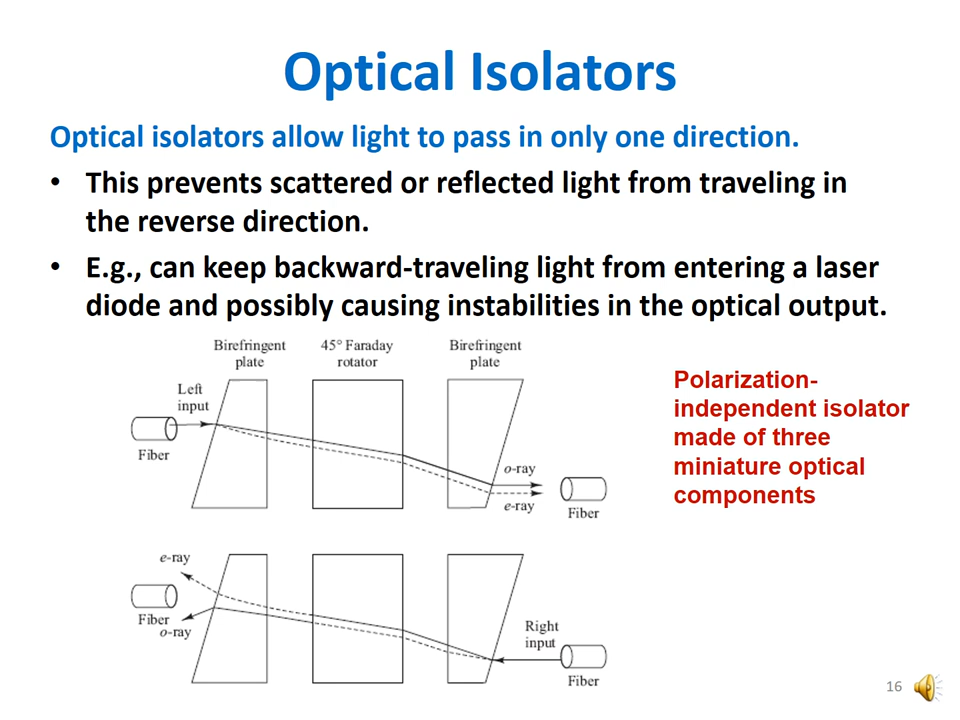 Optical Isolators
Optical isolators allow light to pass in only one direction.
• This prevents scattered or reflected light from traveling in
the reverse direction.
• E.g., can keep backward-traveling light from entering a laser
diode and possibly causing instabilities in the optical output.
Birefringent
plate
45° Faraday
rotator
Birefringent
plate
Left
input
Fiber
o-ray
e-ray
Fiber
Polarization-
independent isolator
made of three
miniature optical
components
e-ray
Fiber
o-ray
Right
input
Fiber
16